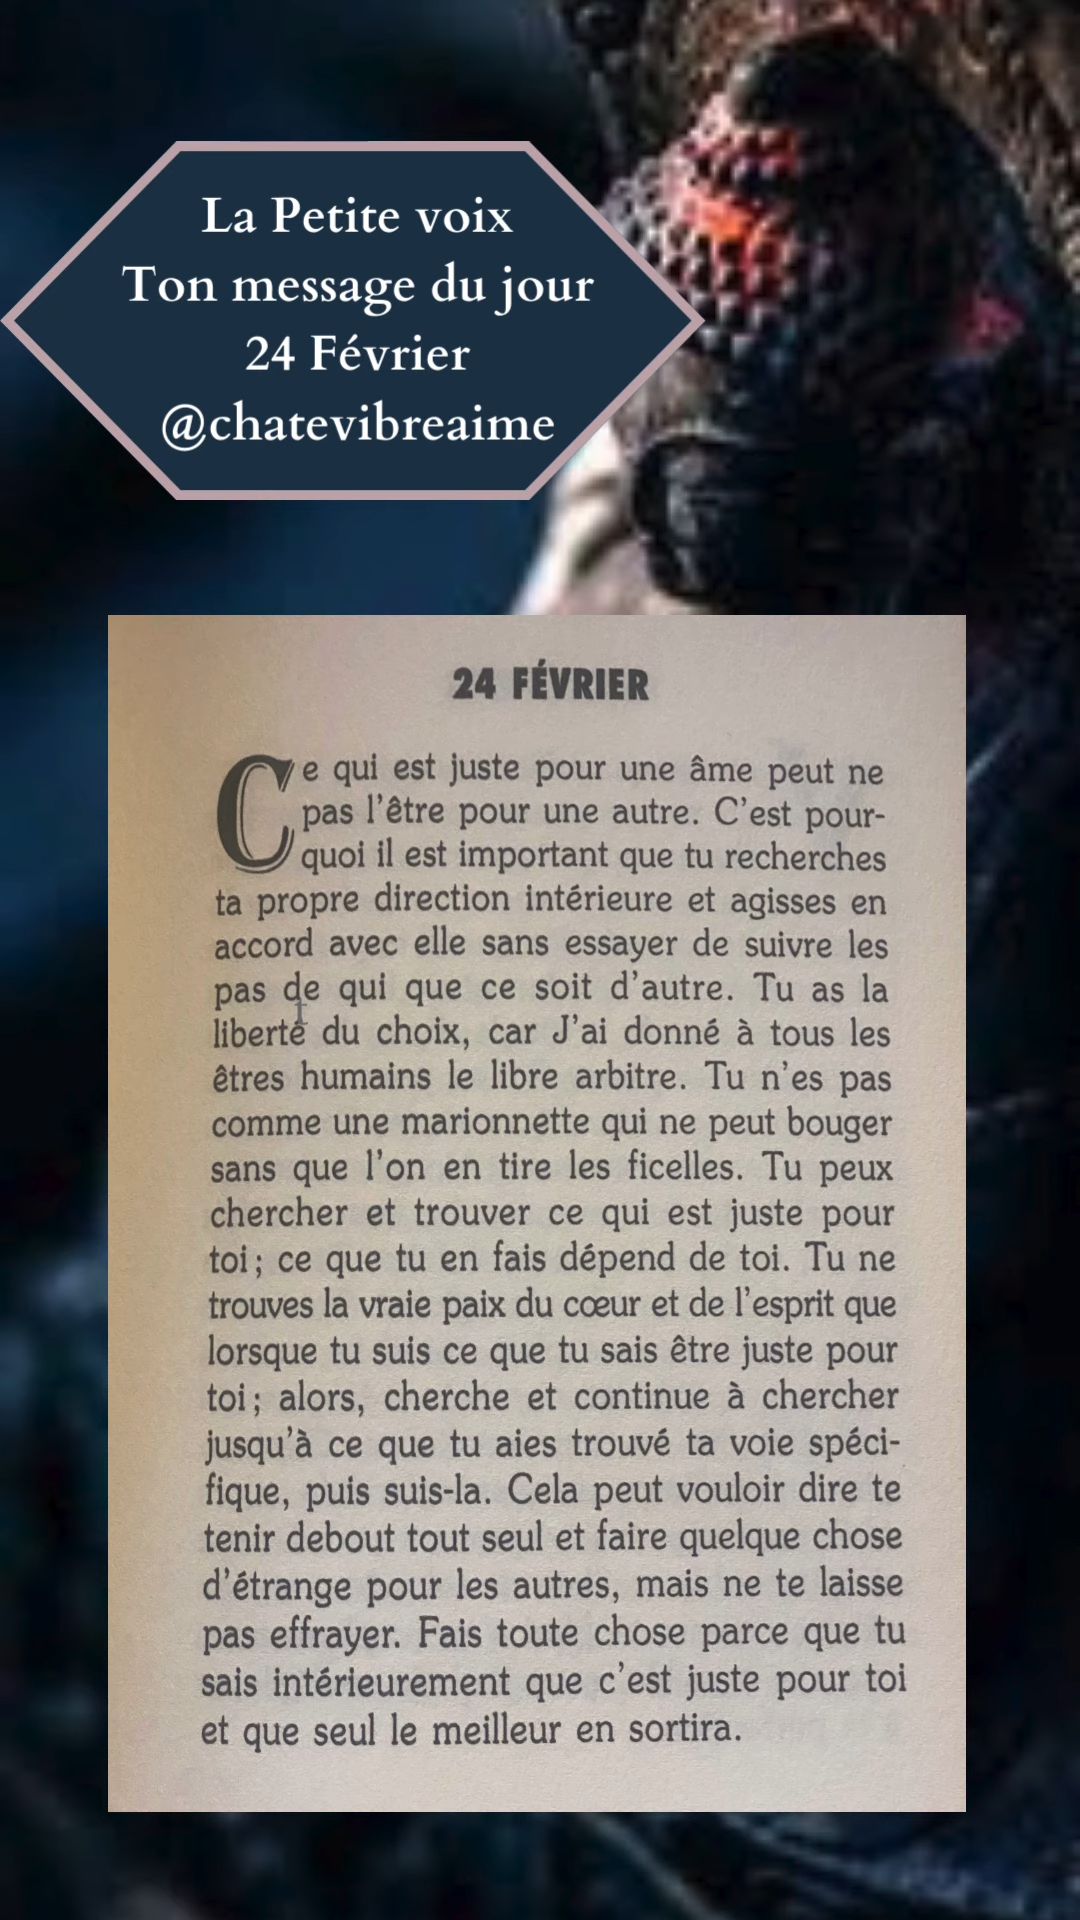 La Petite voix
Ton message du jour
24 Février
@chatevibreaime
24 FÉVRIER
Ce qui est juste pour une âme peut ne
pas l'être pour une autre. C'est pour-
quoi il est important que tu recherches
ta propre direction intérieure et agisses en
accord avec elle sans essayer de suivre les
pas de qui que ce soit d'autre. Tu as la
liberté du choix, car J'ai donné à tous les
êtres humains le libre arbitre. Tu n'es pas
comme une marionnette qui ne peut bouger
sans que l'on en tire les ficelles. Tu peux
chercher et trouver ce qui est juste pour
toi ; ce que tu en fais dépend de toi. Tu ne
trouves la vraie paix du cœur et de l'esprit que
lorsque tu suis ce que tu sais être juste pour
toi ; alors, cherche et continue à chercher
jusqu'à ce que tu aies trouvé ta voie spéci-
fique, puis suis-la. Cela peut vouloir dire te
tenir debout tout seul et faire quelque chose
d'étrange pour les autres, mais ne te laisse
pas effrayer. Fais toute chose parce que tu
sais intérieurement que c'est juste pour toi
et que seul le meilleur en sortira.